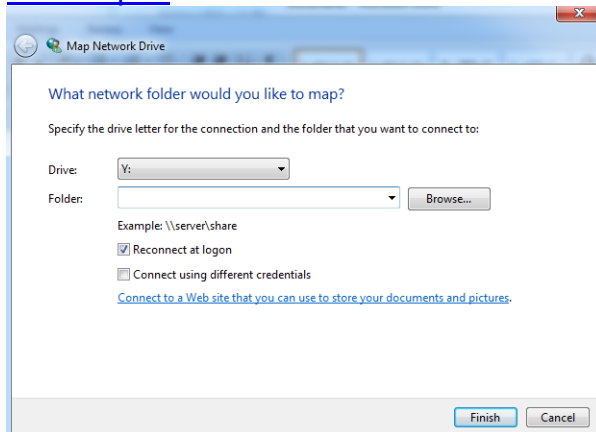 Map Network Drive
What network folder would you like to map?
Specify the drive letter for the connection and the folder that you want to connect to:
Drive: Y:
Folder: Browse...
Example: \\server\share
Reconnect at logon
Connect using different credentials
Connect to a Web site that you can use to store your documents and pictures.
Finish Cancel